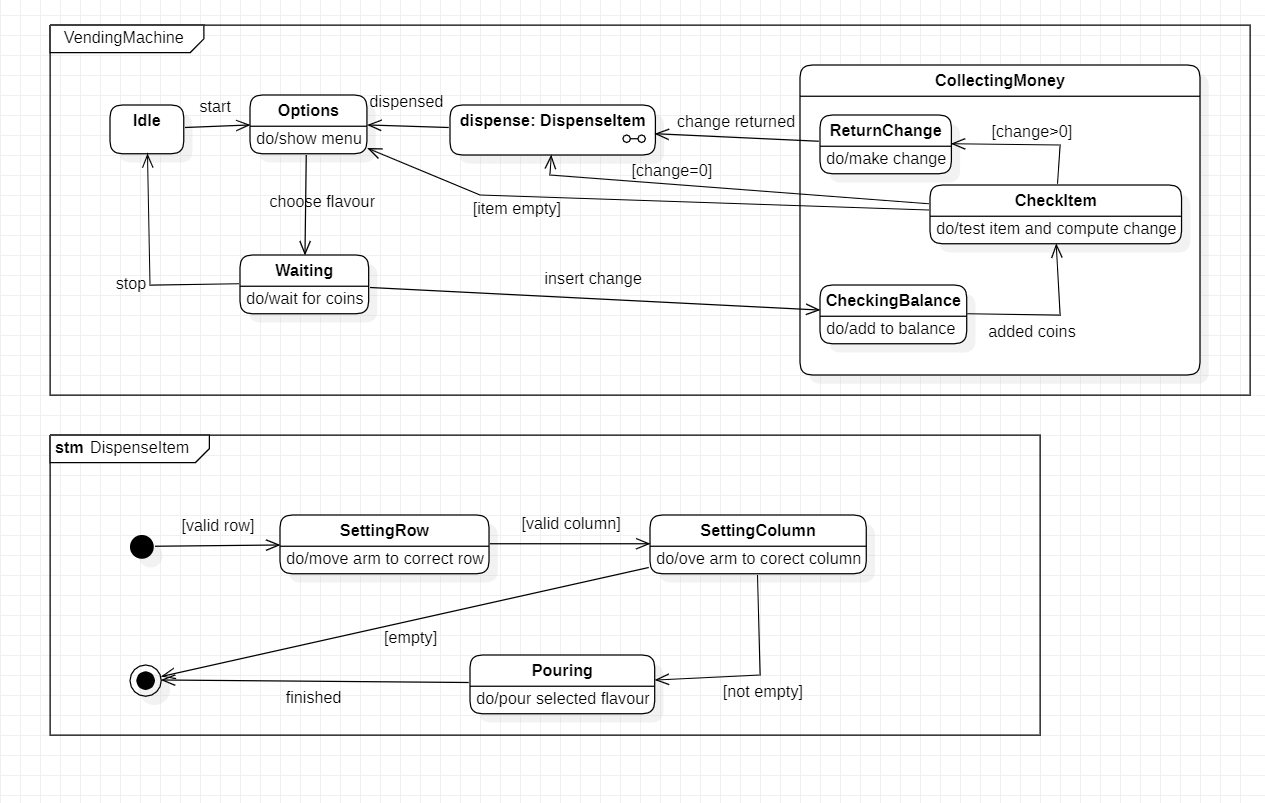 VendingMachine
CollectingMoney
Idle
start
Options
do/show menu
dispensed
dispense: DispenseItem
change returned
ReturnChange
do/make change
[change>0]
[change=0]
[item empty]
CheckItem
do/test item and compute change
choose flavour
stop
Waiting
do/wait for coins
insert change
CheckingBalance
do/add to balance
added coins
stm DispenseItem
[valid row]
SettingRow
do/move arm to correct row
[valid column]
SettingColumn
do/ove arm to corect column
[empty]
Pouring
do/pour selected flavour
[not empty]
finished